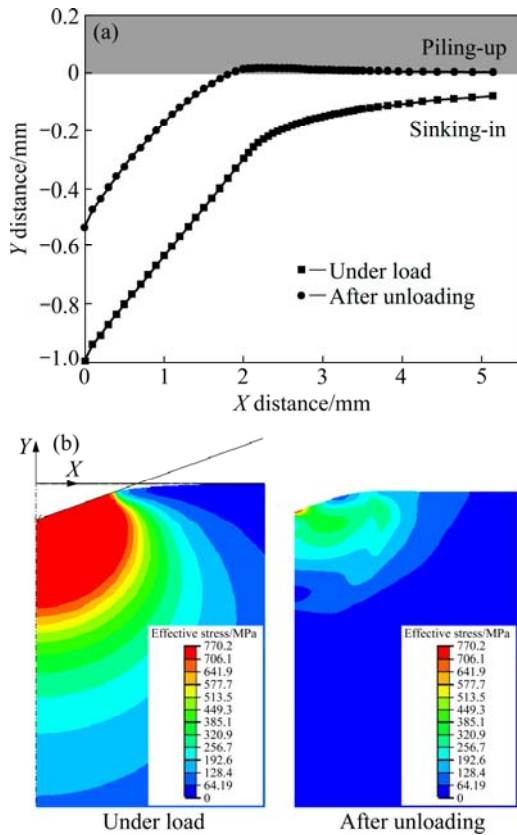 0.2
(a)
Piling-up
0
Sinking-in
−0.2
−0.4
Y distance/mm
−0.6
Under load
After unloading
−0.8
−1.0
0 1 2 3 4 5
X distance/mm
Y (b)
X
Effective stress/MPa
770.2
706.1
641.9
577.7
513.5
449.3
385.1
320.9
256.7
192.6
128.4
64.19
0
Under load
Effective stress/MPa
770.2
706.1
641.9
577.7
513.5
449.3
385.1
320.9
256.7
192.6
128.4
64.19
0
After unloading